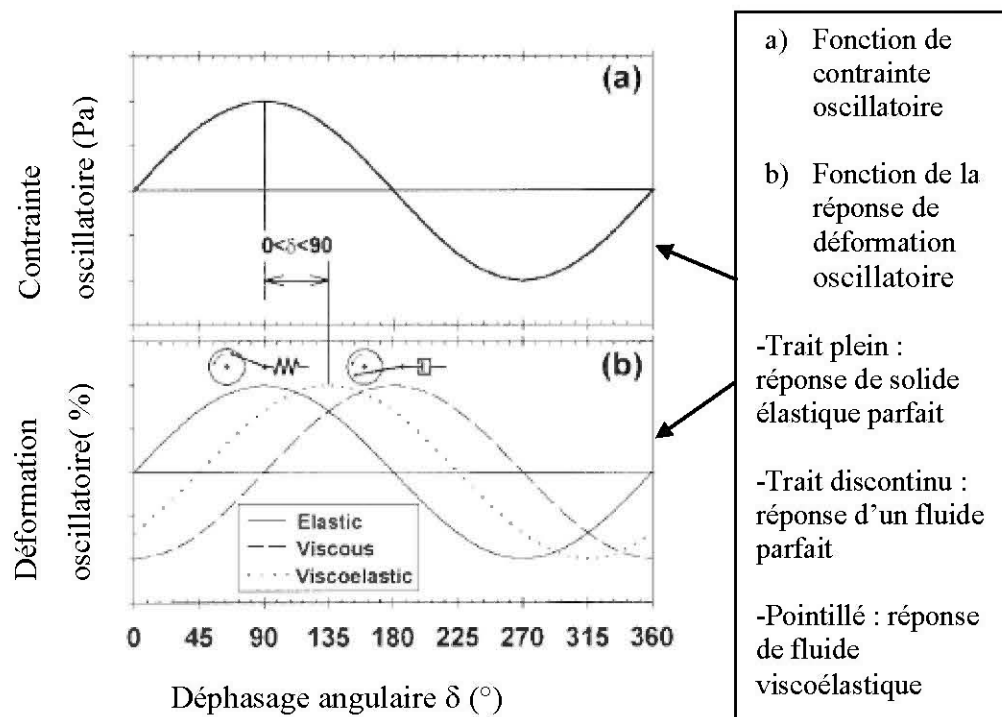 Contrainte
oscillatoire (Pa)
(a)
0<δ<90
Déformation
oscillatoire( %)
(b)
Elastic
Viscous
Viscoelastic
0 45 90 135 180 225 270 315 360
Déphasage angulaire δ (°)
a) Fonction de
contrainte
oscillatoire
b) Fonction de la
réponse de
déformation
oscillatoire
-Trait plein :
réponse de solide
élastique parfait
-Trait discontinu :
réponse d’un fluide
parfait
-Pointillé : réponse
de fluide
viscoélastique